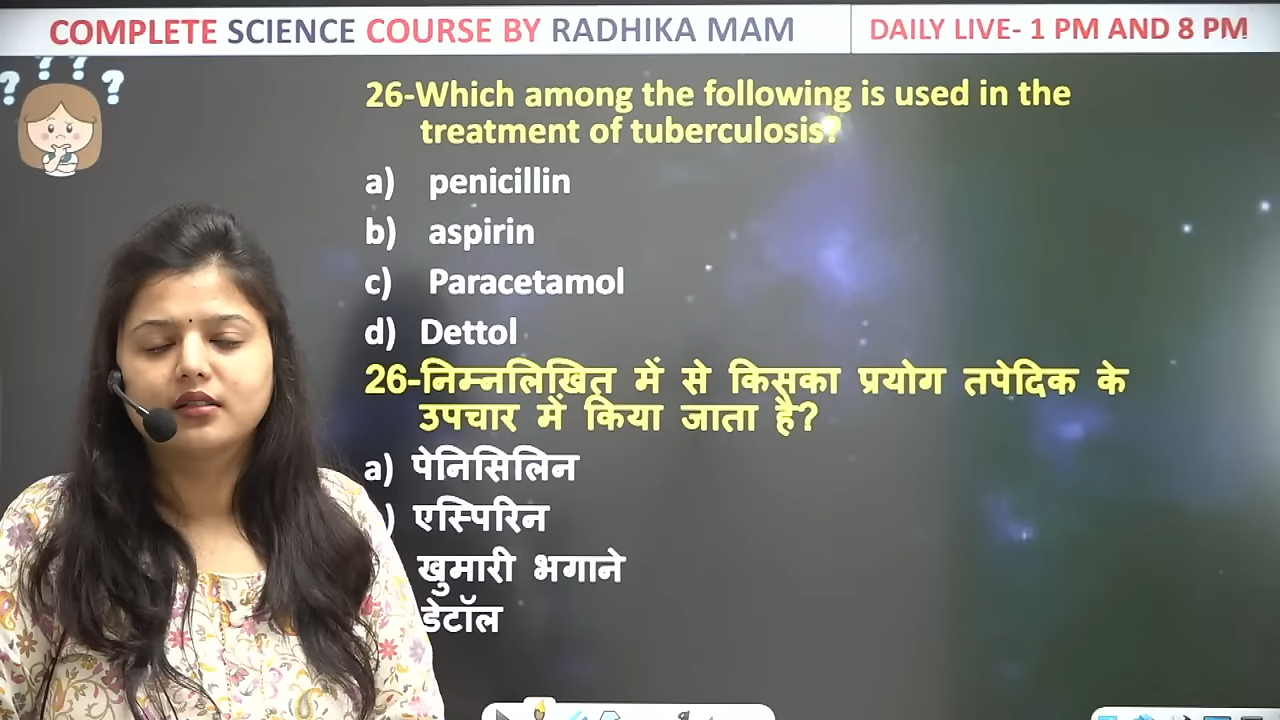 COMPLETE SCIENCE COURSE BY RADHIKA MAM
DAILY LIVE- 1 PM AND 8 PM
26-Which among the following is used in the
treatment of tuberculosis?
a) penicillin
b) aspirin
c) Paracetamol
d) Dettol
26-निम्नलिखित में से किसका प्रयोग तपेदिक के
उपचार में किया जाता है?
a) पेनिसिलिन
) एस्पिरिन
खुमारी भगाने
डेटॉल